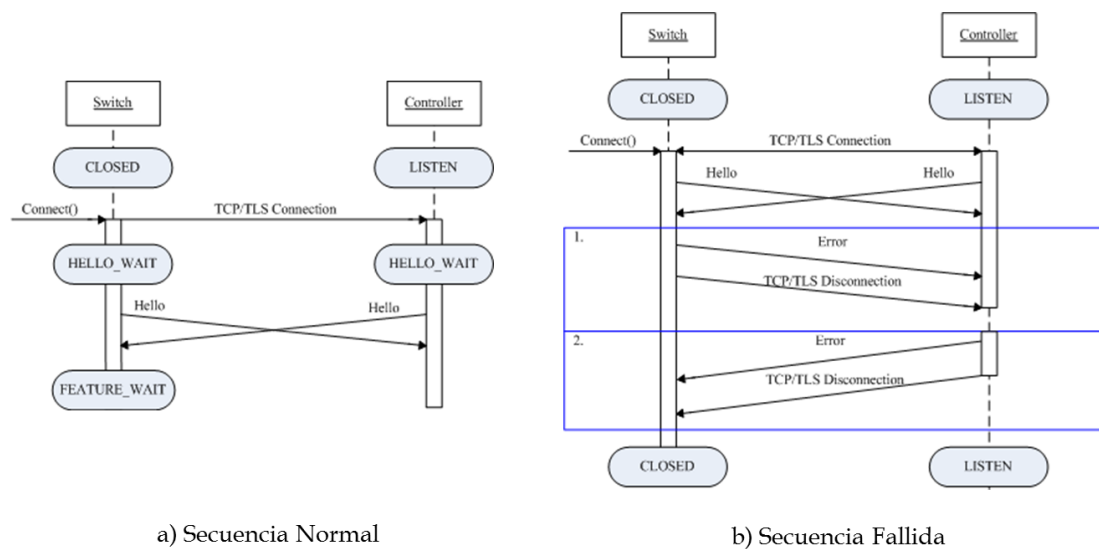 Switch
Controller
CLOSED
LISTEN
Connect()
TCP/TLS Connection
HELLO_WAIT
HELLO_WAIT
Hello
Hello
FEATURE_WAIT
a) Secuencia Normal
Switch
Controller
CLOSED
LISTEN
Connect()
TCP/TLS Connection
Hello
Hello
1.
Error
TCP/TLS Disconnection
2.
Error
TCP/TLS Disconnection
CLOSED
LISTEN
b) Secuencia Fallida